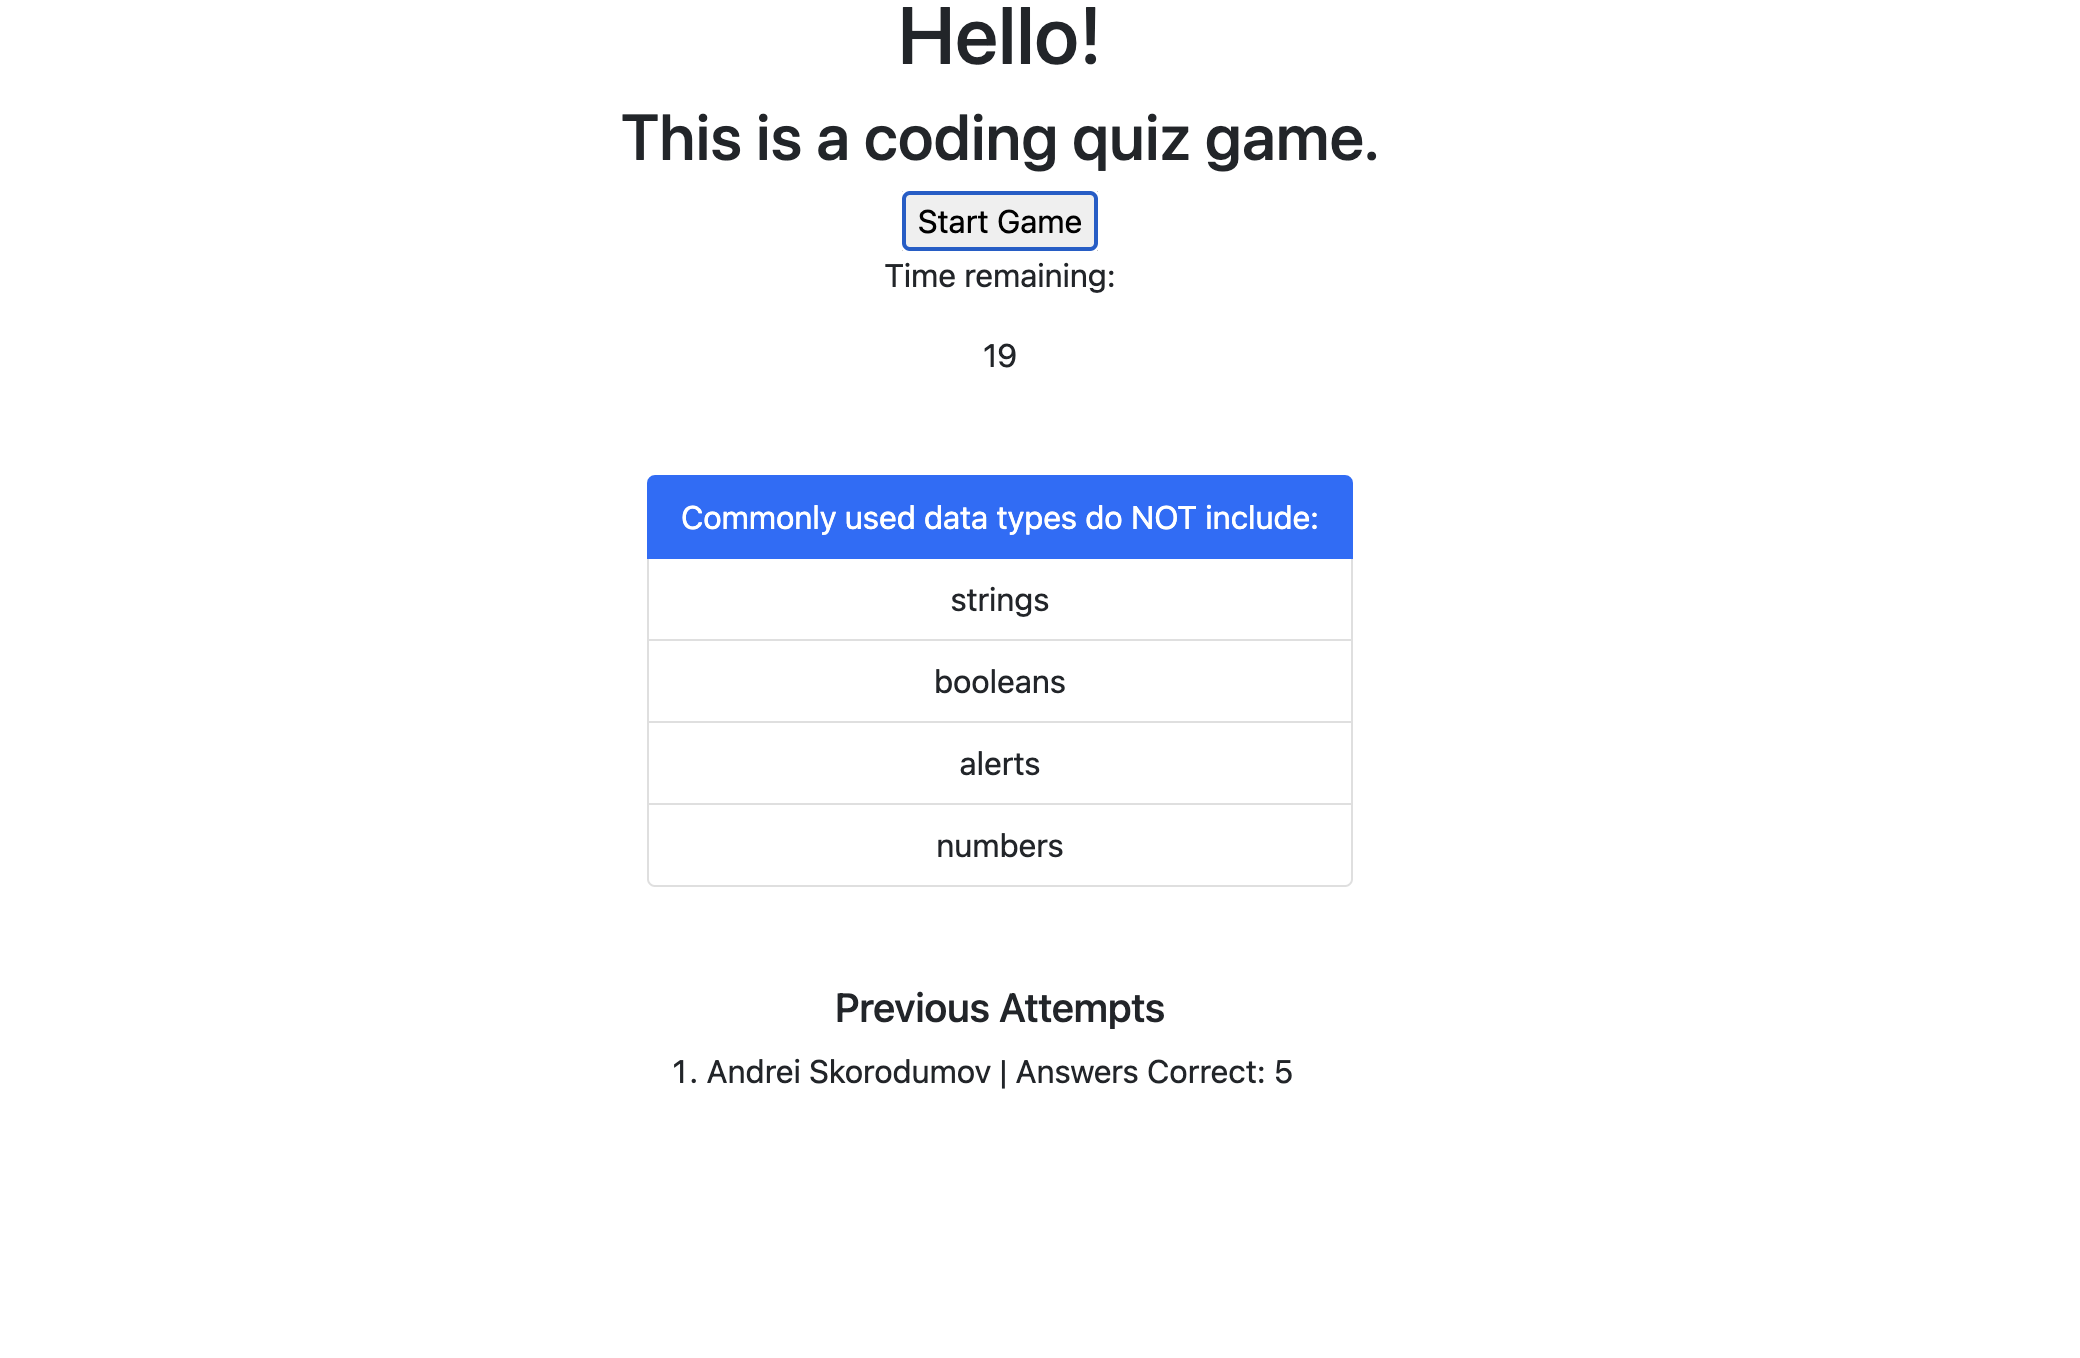 Hello!
This is a coding quiz game.
Start Game
Time remaining:
19
Commonly used data types do NOT include:
strings
booleans
alerts
numbers
Previous Attempts
1. Andrei Skorodumov | Answers Correct: 5